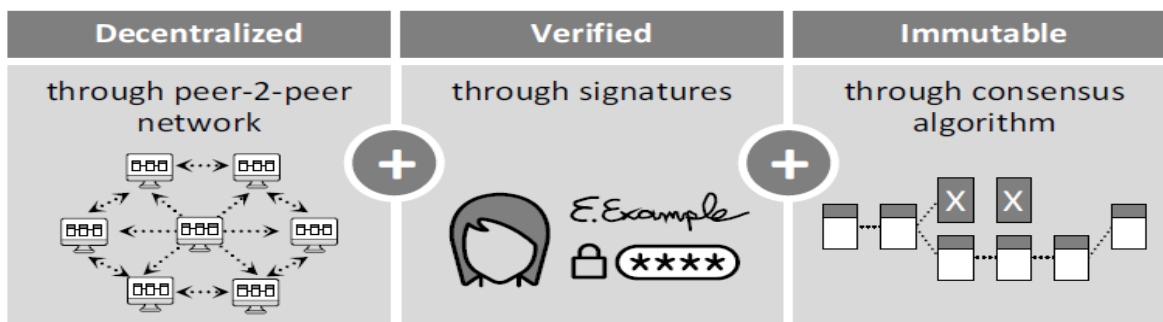 Decentralized
through peer-2-peer
network
+
Verified
through signatures
E.Example
****
+
Immutable
through consensus
algorithm
X X